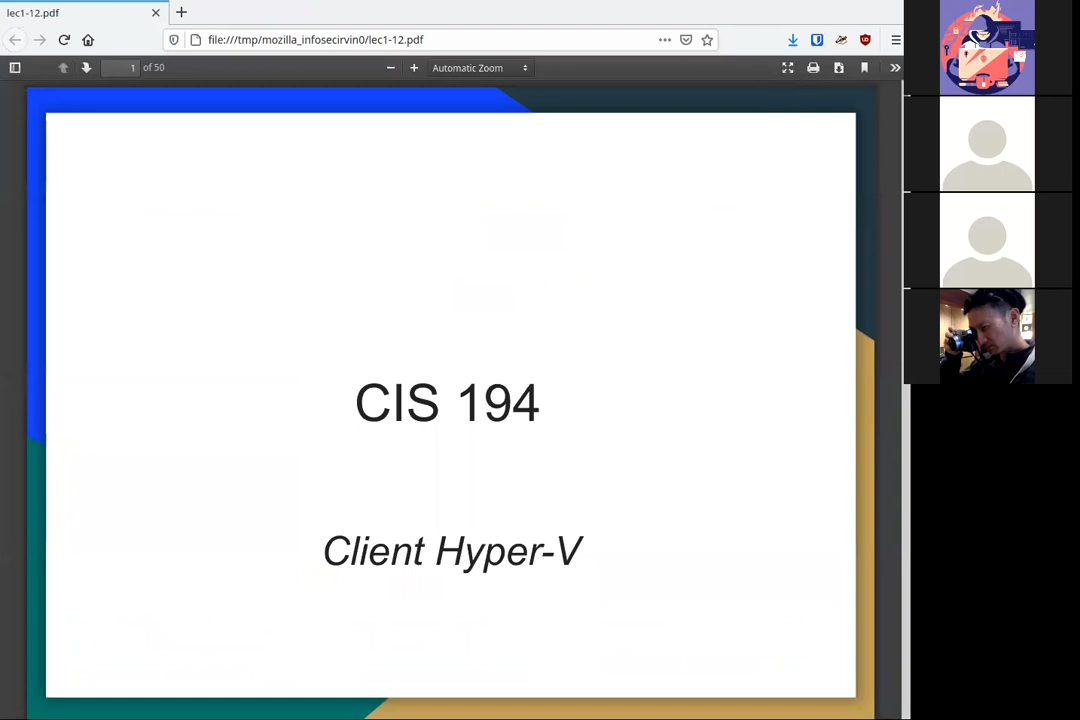 lec1-12.pdf
file:///tmp/mozilla_infosecirvin0/lec1-12.pdf
1 of 50
Automatic Zoom
CIS 194
Client Hyper-V